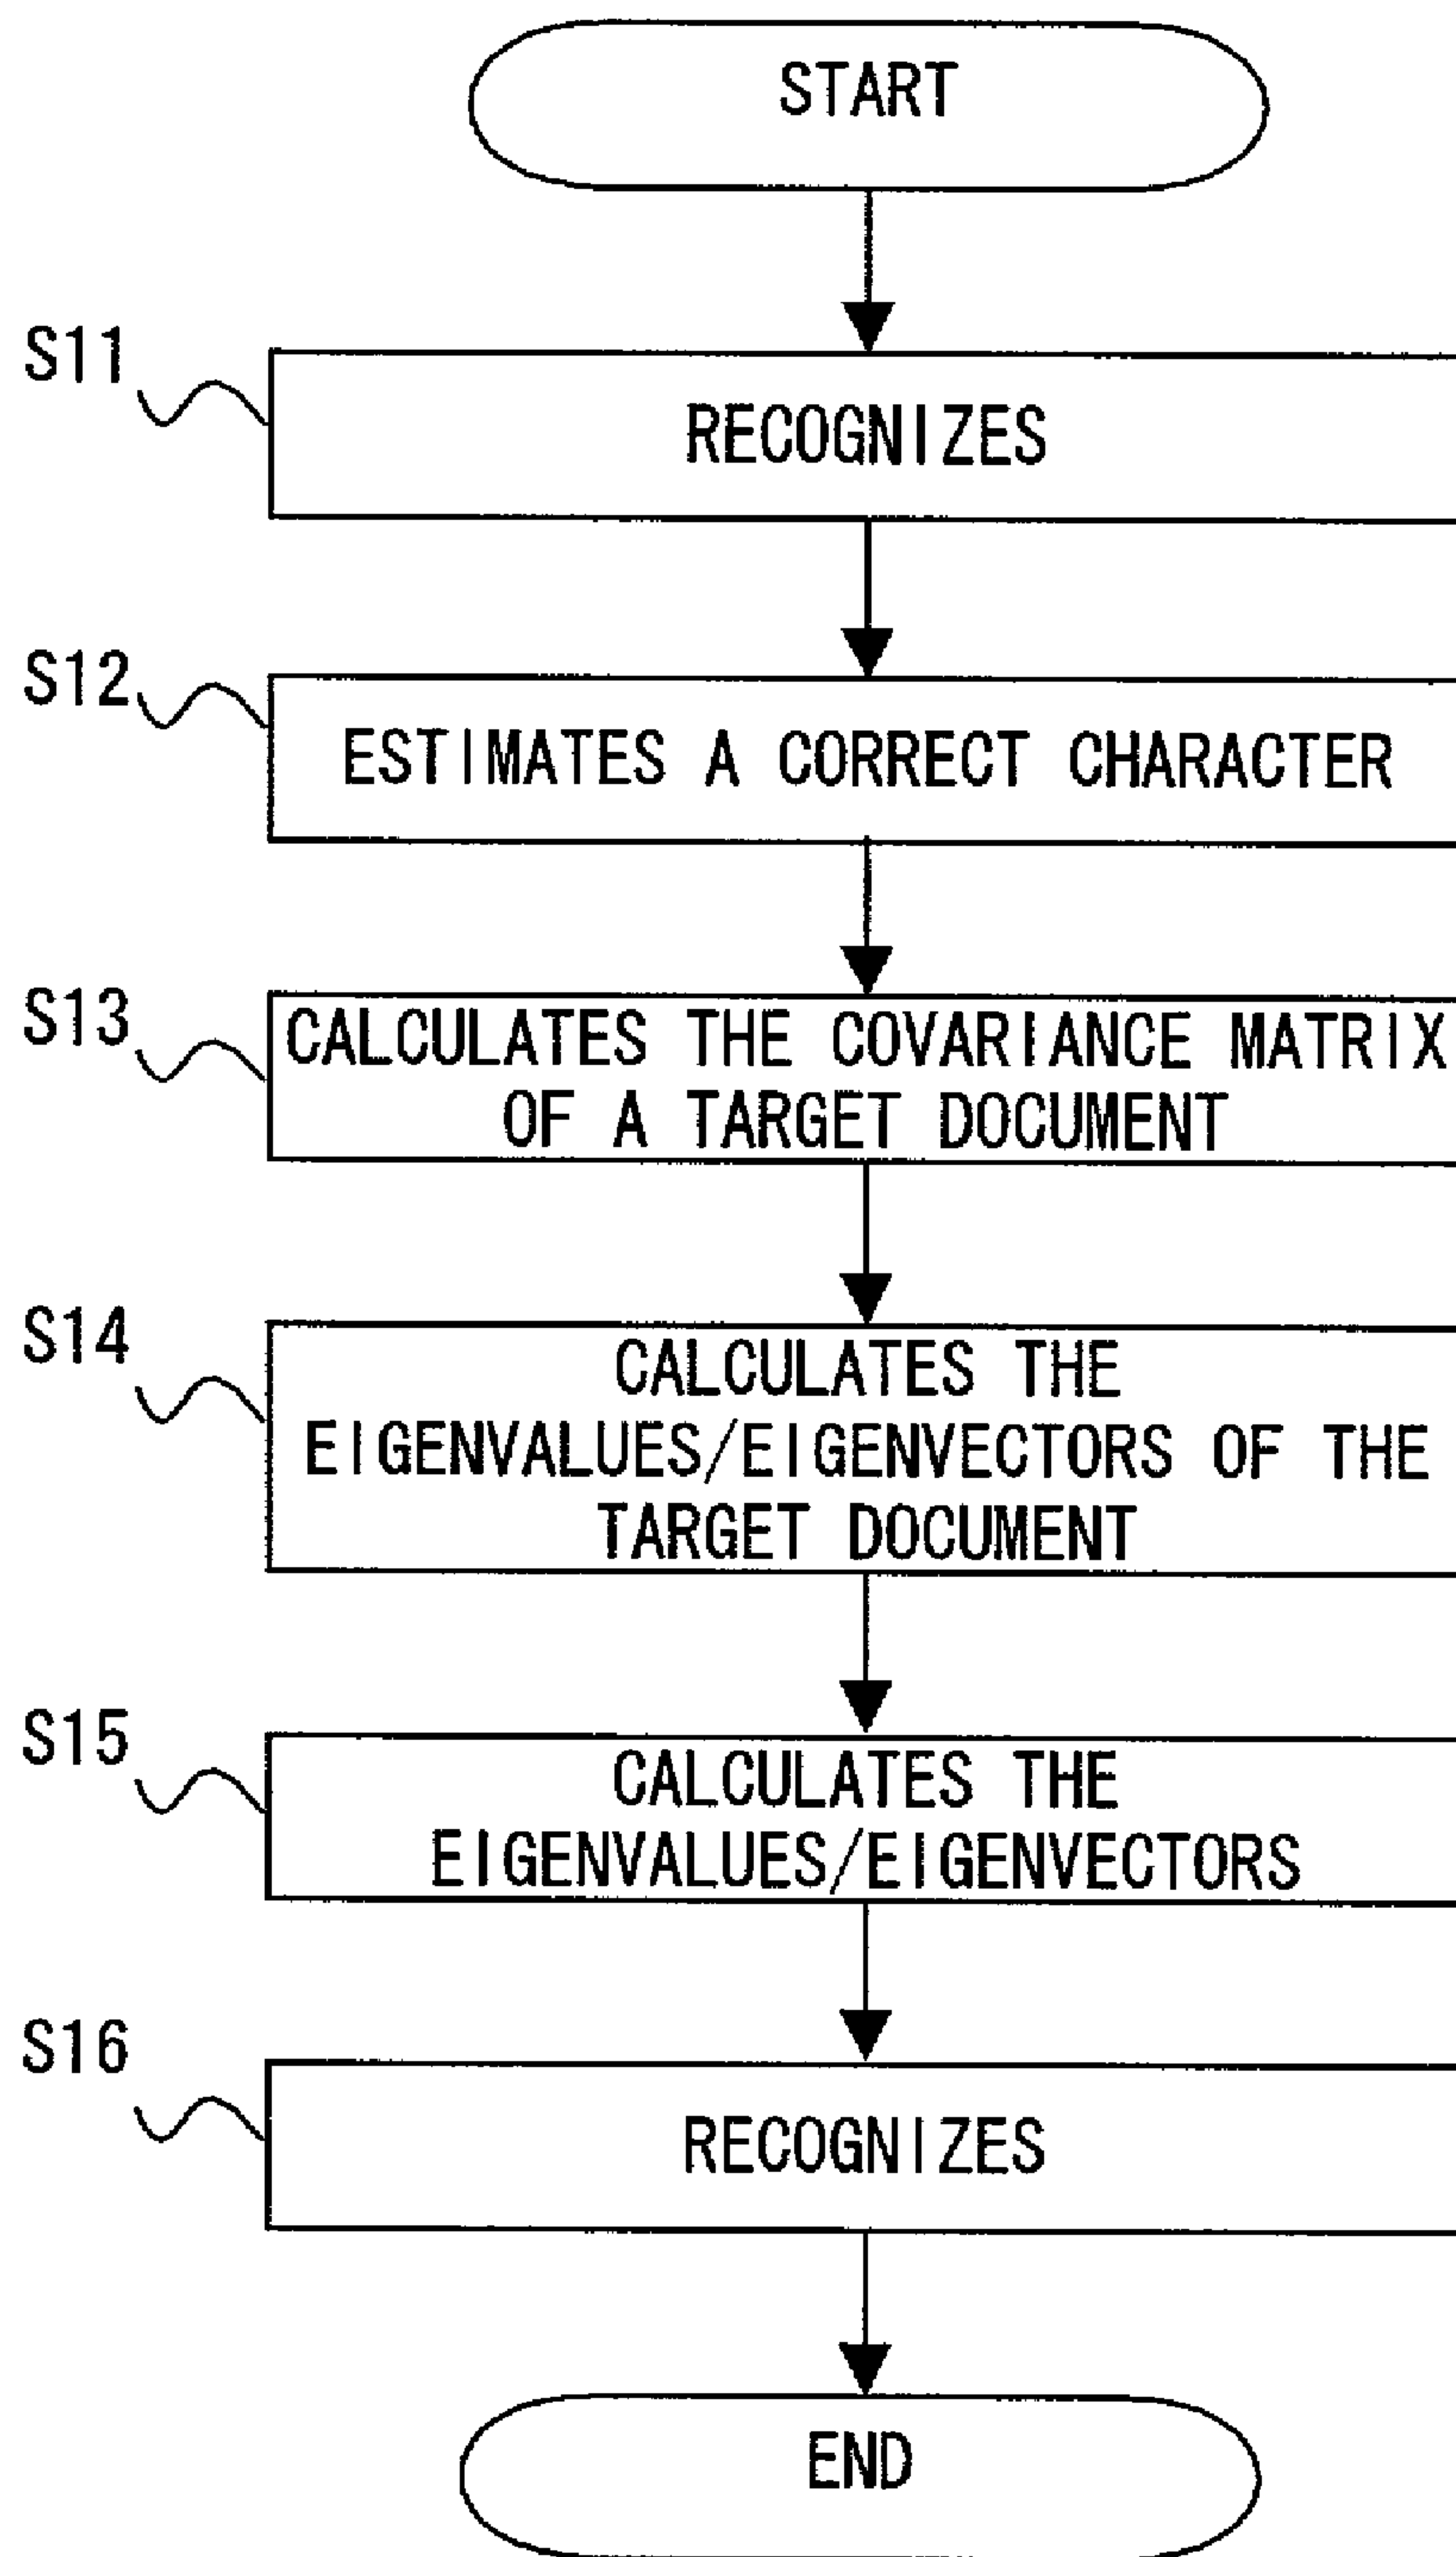 START
S11
RECOGNIZES
S12
ESTIMATES A CORRECT CHARACTER
S13
CALCULATES THE COVARIANCE MATRIX
OF A TARGET DOCUMENT
S14
CALCULATES THE
EIGENVALUES/EIGENVECTORS OF THE
TARGET DOCUMENT
S15
CALCULATES THE
EIGENVALUES/EIGENVECTORS
S16
RECOGNIZES
END